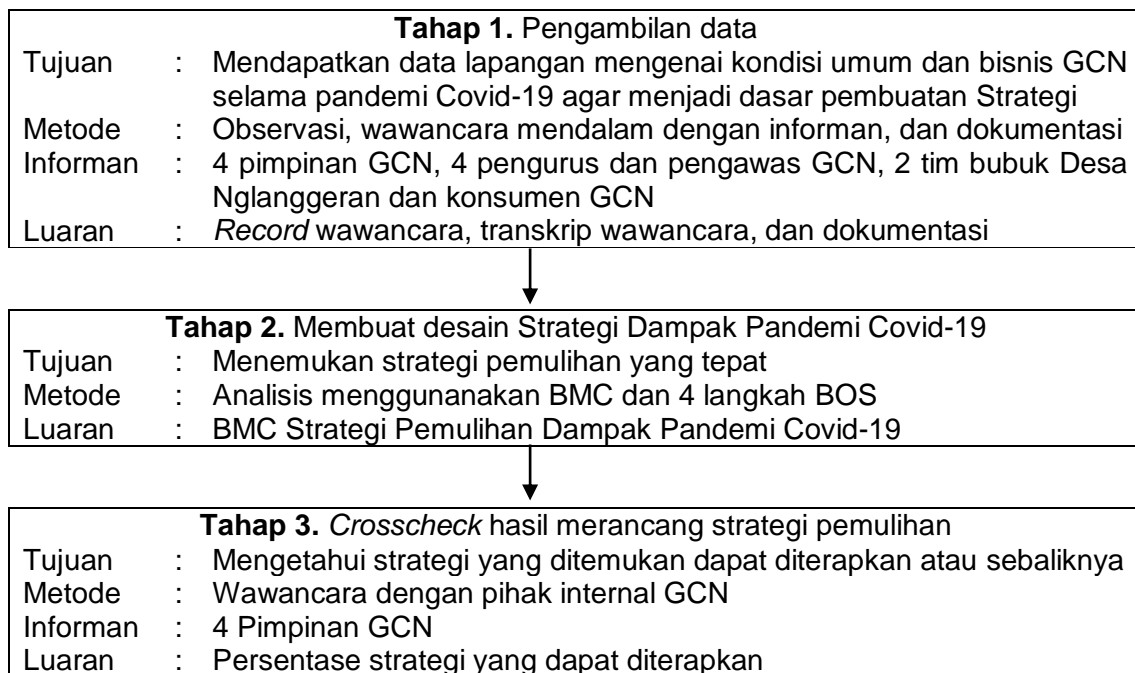 Tahap 1. Pengambilan data
Tujuan : Mendapatkan data lapangan mengenai kondisi umum dan bisnis GCN
selama pandemi Covid-19 agar menjadi dasar pembuatan Strategi
Metode : Observasi, wawancara mendalam dengan informan, dan dokumentasi
Informan : 4 pimpinan GCN, 4 pengurus dan pengawas GCN, 2 tim bubuk Desa
Nglanggeran dan konsumen GCN
Luaran : Record wawancara, transkrip wawancara, dan dokumentasi
Tahap 2. Membuat desain Strategi Dampak Pandemi Covid-19
Tujuan : Menemukan strategi pemulihan yang tepat
Metode : Analisis menggunanakan BMC dan 4 langkah BOS
Luaran : BMC Strategi Pemulihan Dampak Pandemi Covid-19
Tahap 3. Crosscheck hasil merancang strategi pemulihan
Tujuan : Mengetahui strategi yang ditemukan dapat diterapkan atau sebaliknya
Metode : Wawancara dengan pihak internal GCN
Informan : 4 Pimpinan GCN
Luaran : Persentase strategi yang dapat diterapkan